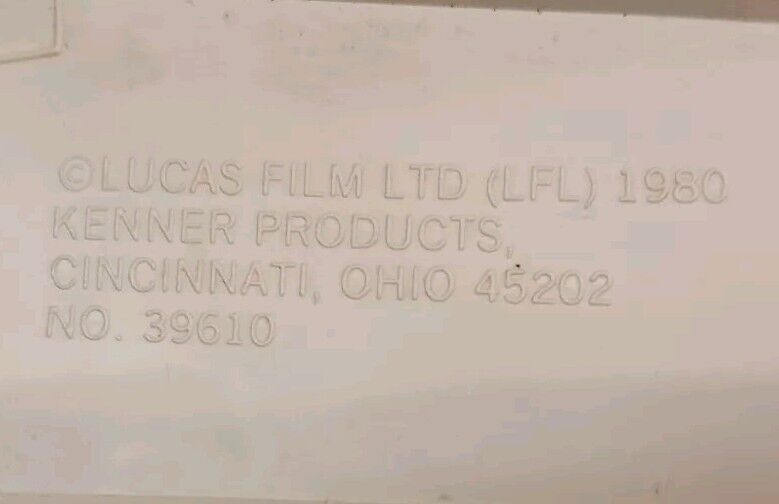 ©LUCAS FILM LTD (LFL) 1980
KENNER PRODUCTS,
CINCINNATI, OHIO 45202
NO. 39610